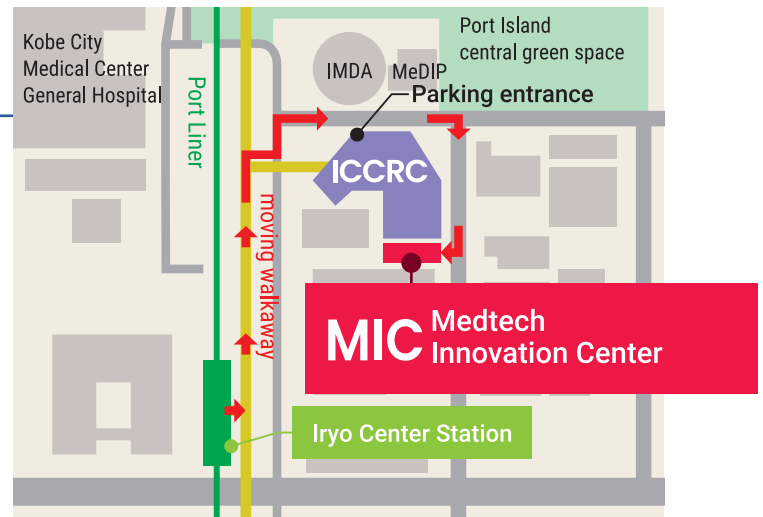 Kobe City
Medical Center
General Hospital
Port Island
central green space
IMDA
MeDIP
Parking entrance
Port Liner
ICCRC
moving walkaway
MIC
Medtech
Innovation Center
Iryo Center Station